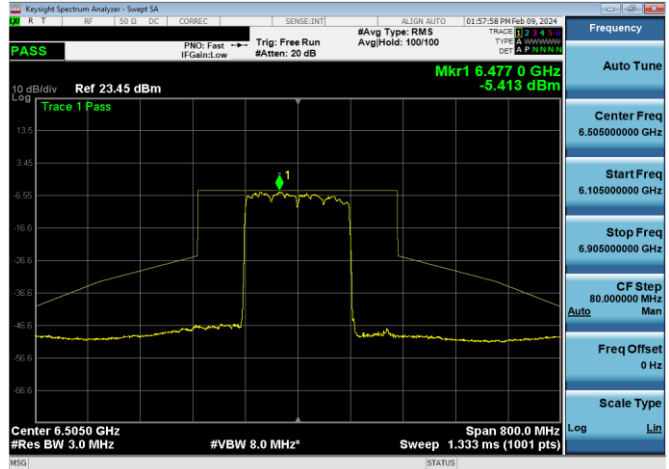 Keysight Spectrum Analyzer - Swept SA
R T RF 50 Ω DC CORREC SENSE:INT ALIGN AUTO 01:57:58 PM Feb 09, 2024
PASS
PNO: Fast
IFGain:Low
Trig: Free Run
#Atten: 20 dB
#Avg Type: RMS
Avg|Hold: 100/100
TRACE 1 2 3 4 5 6
TYPE A WWWWW
DET A P N N N N
Mkr1 6.477 0 GHz
-5.413 dBm
10 dB/div
Log
Ref 23.45 dBm
Trace 1 Pass
1
13.5
3.45
-6.55
-16.6
-26.6
-36.6
-46.6
-56.6
-66.6
Center 6.5050 GHz
Span 800.0 MHz
#Res BW 3.0 MHz
#VBW 8.0 MHz*
Sweep 1.333 ms (1001 pts)
MSG
STATUS
Frequency
Auto Tune
Center Freq
6.505000000 GHz
Start Freq
6.105000000 GHz
Stop Freq
6.905000000 GHz
CF Step
80.000000 MHz
Auto Man
Freq Offset
0 Hz
Scale Type
Log Lin